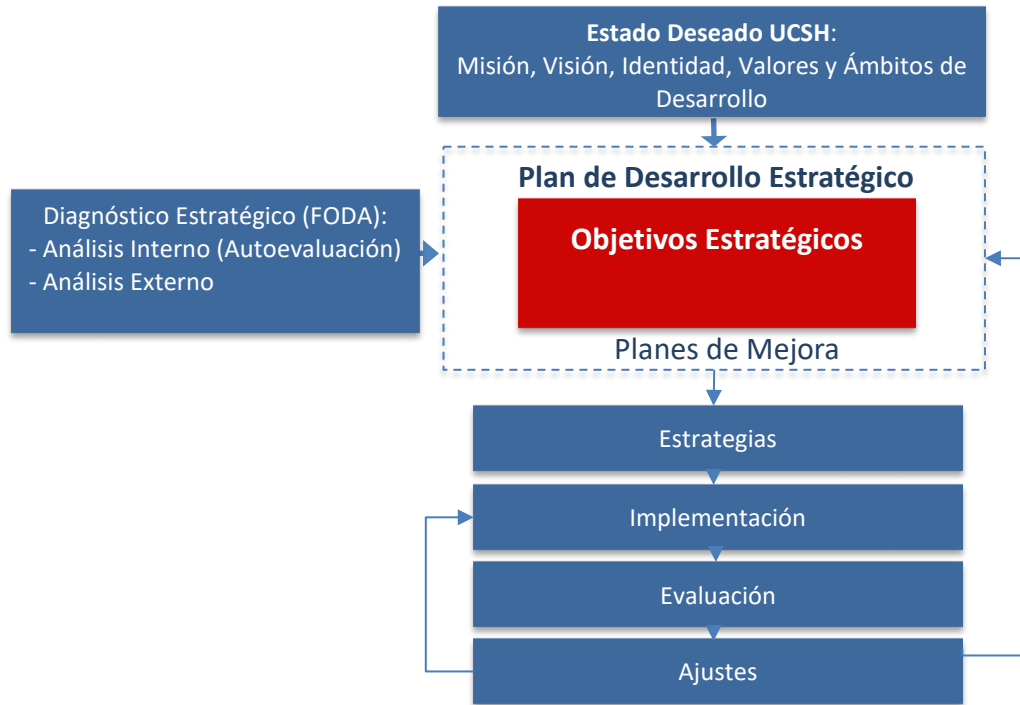 Estado Deseado UCSH:
Misión, Visión, Identidad, Valores y Ámbitos de
Desarrollo
Plan de Desarrollo Estratégico
Diagnóstico Estratégico (FODA):
- Análisis Interno (Autoevaluación)
- Análisis Externo
Objetivos Estratégicos
Planes de Mejora
Estrategias
Implementación
Evaluación
Ajustes